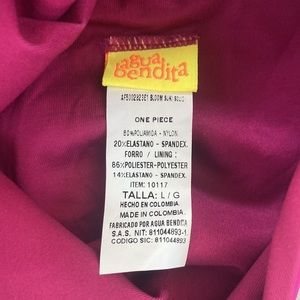 agua
bendita
ONE PIECE
80%POLIAMIDA - NYLON.
20%ELASTANO - SPANDEX.
FORRO / LINING :
86%POLIESTER-POLYESTER
14%ELASTANO - SPANDEX.
ITEM: 10117
TALLA: L / G
HECHO EN COLOMBIA.
MADE IN COLOMBIA.
FABRICADO POR AGUA BENDITA
S.A.S. NIT: 811044893-1
CODIGO SIC: 811044893